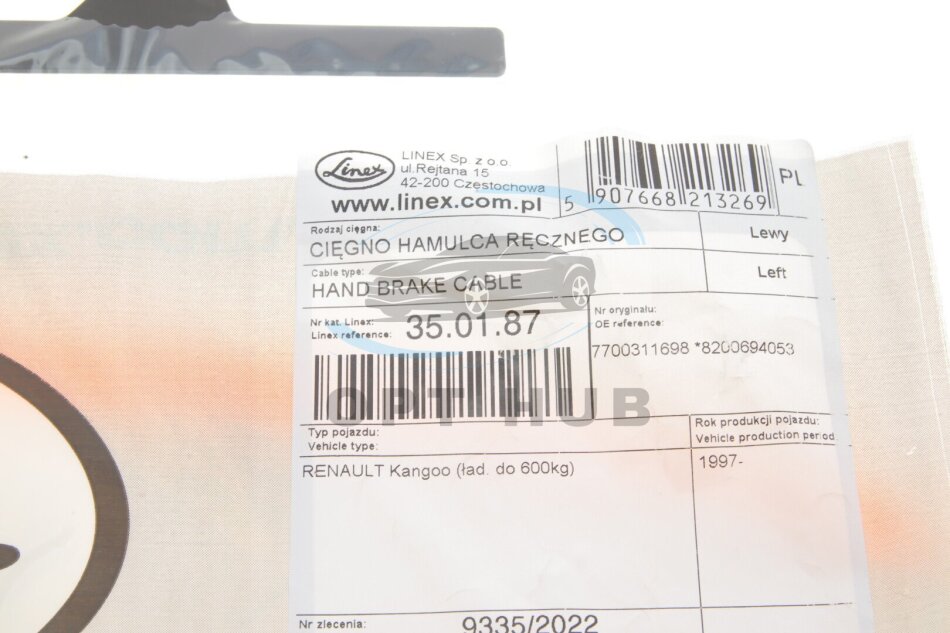 Linex
LINEX Sp. z o.o
ul.Rejtana 15
42-200 Częstochowa
www.linex.com.pl
5 907668 213269
PL
Rodzaj cięgna:
CIĘGNO HAMULCA RĘCZNEGO
Lewy
Cable type:
HAND BRAKE CABLE
Left
Nr kat. Linex:
Linex reference:
35.01.87
Nr oryginału:
OE reference:
7700311698 *8200694053
OPT HUB
Typ pojazdu:
Vehicle type:
Rok produkcji pojazdu:
Vehicle production period
RENAULT Kangoo (ład. do 600kg)
1997-
Nr zlecenia:
9335/2022